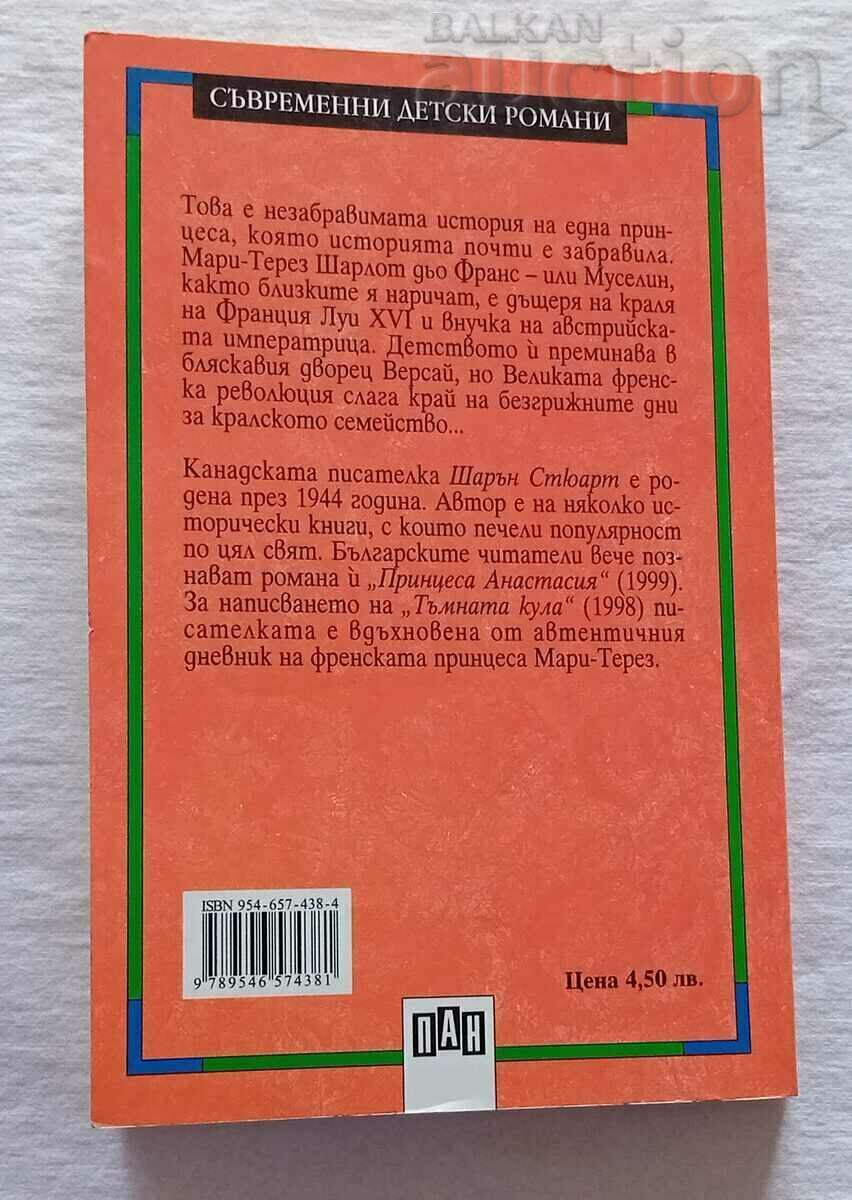 BALKAN
auction
СЪВРЕМЕННИ ДЕТСКИ РОМАНИ
Това е незабравимата история на една прин-
цеса, която историята почти е забравила.
Мари-Терез Шарлот дьо Франс – или Муселин,
както близките я наричат, е дъщеря на краля
на Франция Луи XVI и внучка на австрийска-
та императрица. Детството ѝ преминава в
бляскавия дворец Версай, но Великата френс-
ка революция слага край на безгрижните дни
за кралското семейство...
Канадската писателка Шарън Стюарт е ро-
дена през 1944 година. Автор е на няколко ис-
торически книги, с които печели популярност
по цял свят. Българските читатели вече поз-
нават романа ѝ „Принцеса Анастасия“ (1999).
За написването на „Тъмната кула“ (1998) пи-
сателката е вдъхновена от автентичния
дневник на френската принцеса Мари-Терез.
ISBN 954-657-438-4
9 789546 574381
Цена 4,50 лв.
ПАН